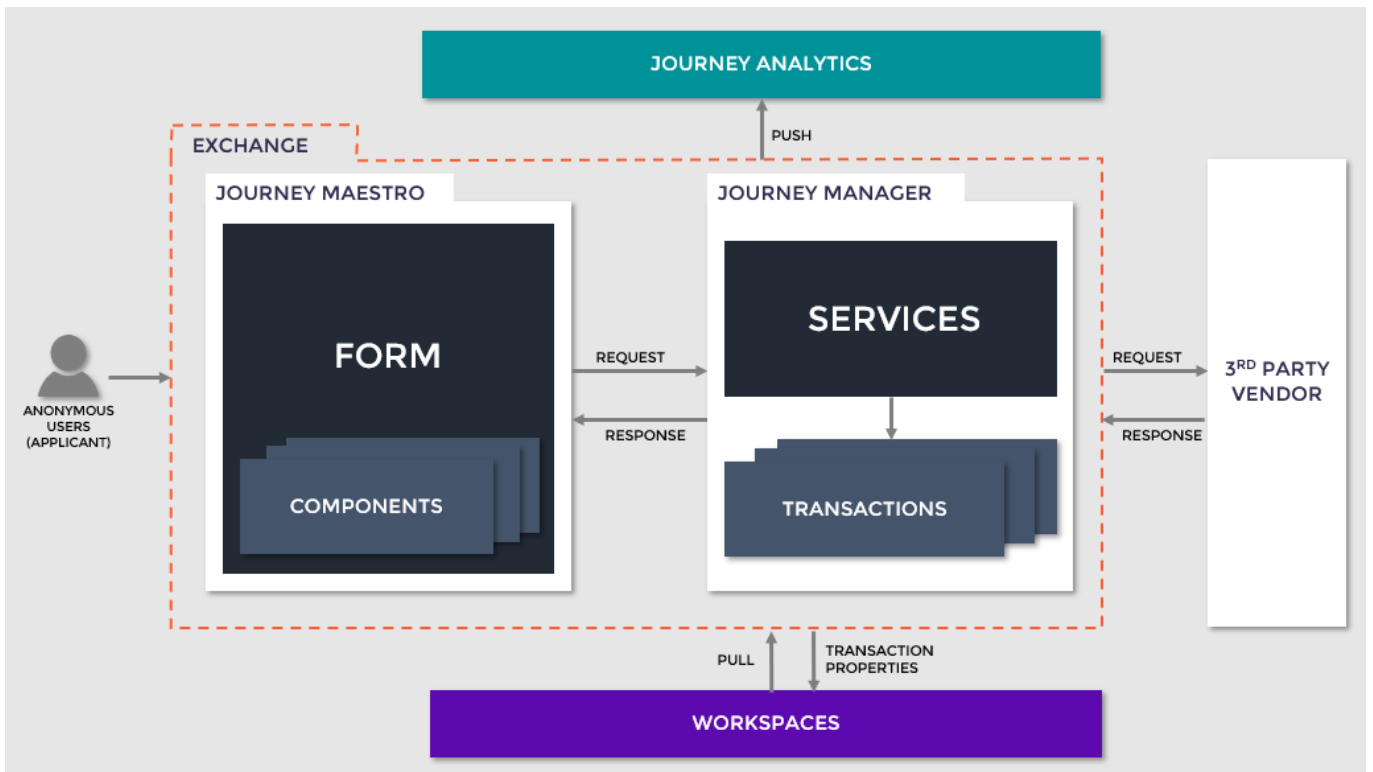 JOURNEY ANALYTICS
PUSH
EXCHANGE
JOURNEY MAESTRO
JOURNEY MANAGER
FORM
SERVICES
REQUEST
RESPONSE
REQUEST
RESPONSE
3RD PARTY
VENDOR
ANONYMOUS
USERS
(APPLICANT)
COMPONENTS
TRANSACTIONS
PULL
TRANSACTION
PROPERTIES
WORKSPACES